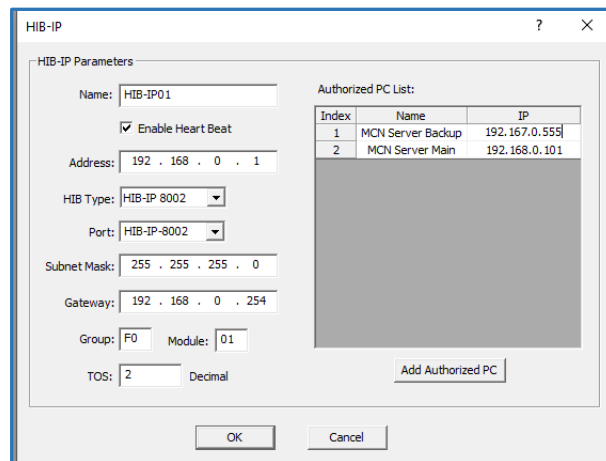 HIB-IP
? ×
HIB-IP Parameters
Name: HIB-IP01
Enable Heart Beat
Address: 192 . 168 . 0 . 1
HIB Type: HIB-IP 8002
Port: HIB-IP-8002
Subnet Mask: 255 . 255 . 255 . 0
Gateway: 192 . 168 . 0 . 254
Group: F0 Module: 01
TOS: 2 Decimal
Authorized PC List:
Index Name IP
1 MCN Server Backup 192.167.0.555
2 MCN Server Main 192.168.0.101
Add Authorized PC
OK Cancel